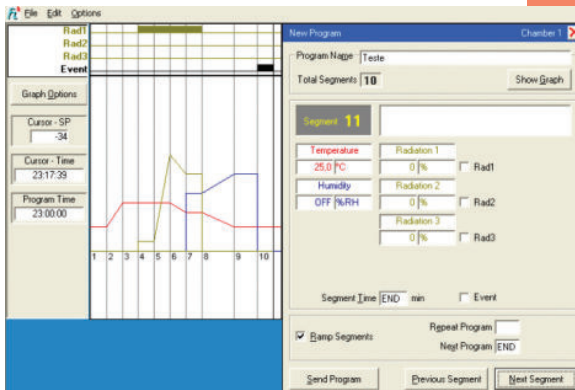 File Edit Options
Rad1
Rad2
Rad3
Event
Graph Options
Cursor - SP
-34
Cursor - Time
23:17:39
Program Time
23:00:00
1 2 3 4 5 6 7 8 9 10
New Program Chamber 1
Program Name Teste
Total Segments 10 Show Graph
Segment 11
Temperature Radiation 1
25,0 °C 0 % Rad1
Humidity Radiation 2
OFF %RH 0 % Rad2
Radiation 3
0 % Rad3
Segment Time END min Event
Ramp Segments
Repeat Program
Next Program END
Send Program Previous Segment Next Segment